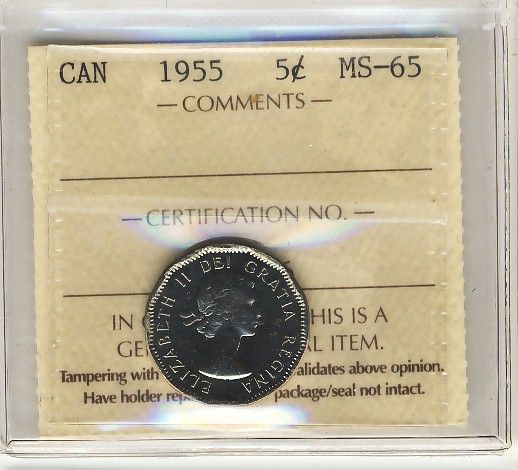 CAN 1955 5¢ MS-65
— COMMENTS —
— CERTIFICATION NO. —
ELIZABETH II DEI GRATIA REGINA
IN HIS IS A
GE L ITEM.
Tampering with alidates above opinion.
Have holder rep package/seal not intact.